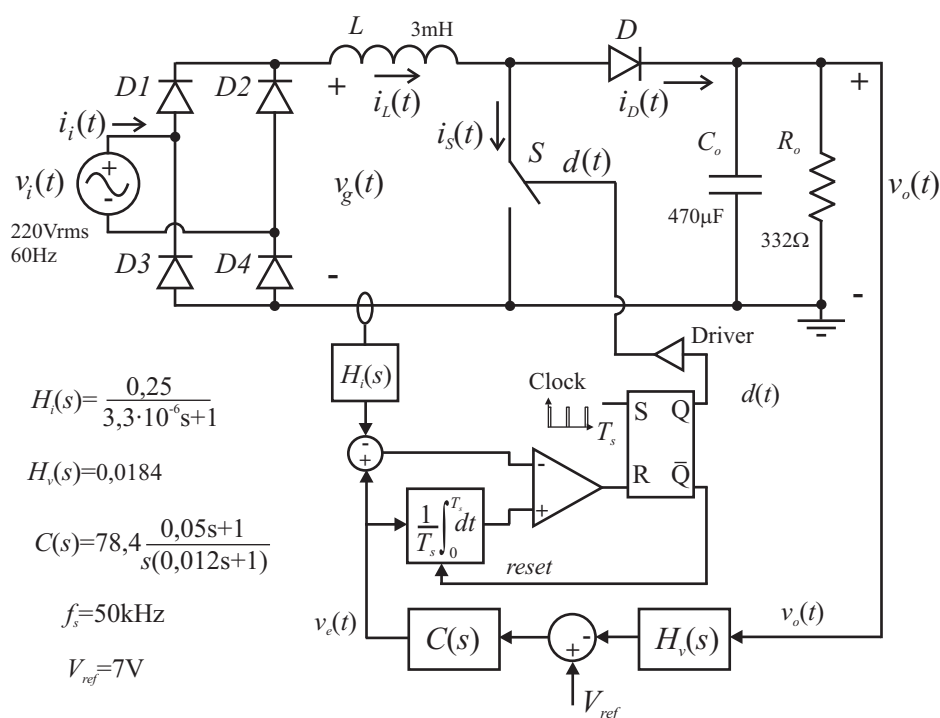 L
3mH
D
D1
D2
i_i(t)
i_L(t)
i_D(t)
i_S(t)
S
d(t)
C_o
R_o
v_i(t)
v_g(t)
v_o(t)
220Vrms
60Hz
470μF
332Ω
D3
D4
Driver
H_i(s)
Clock
T_s
S
Q
d(t)
R
Q̄
H_i(s)= 0,25 / 3,3·10^-6 s+1
H_v(s)=0,0184
C(s)=78,4 0,05s+1 / s(0,012s+1)
f_s=50kHz
V_ref=7V
1/T_s ∫_0^T_s dt
reset
v_e(t)
C(s)
H_v(s)
v_o(t)
V_ref